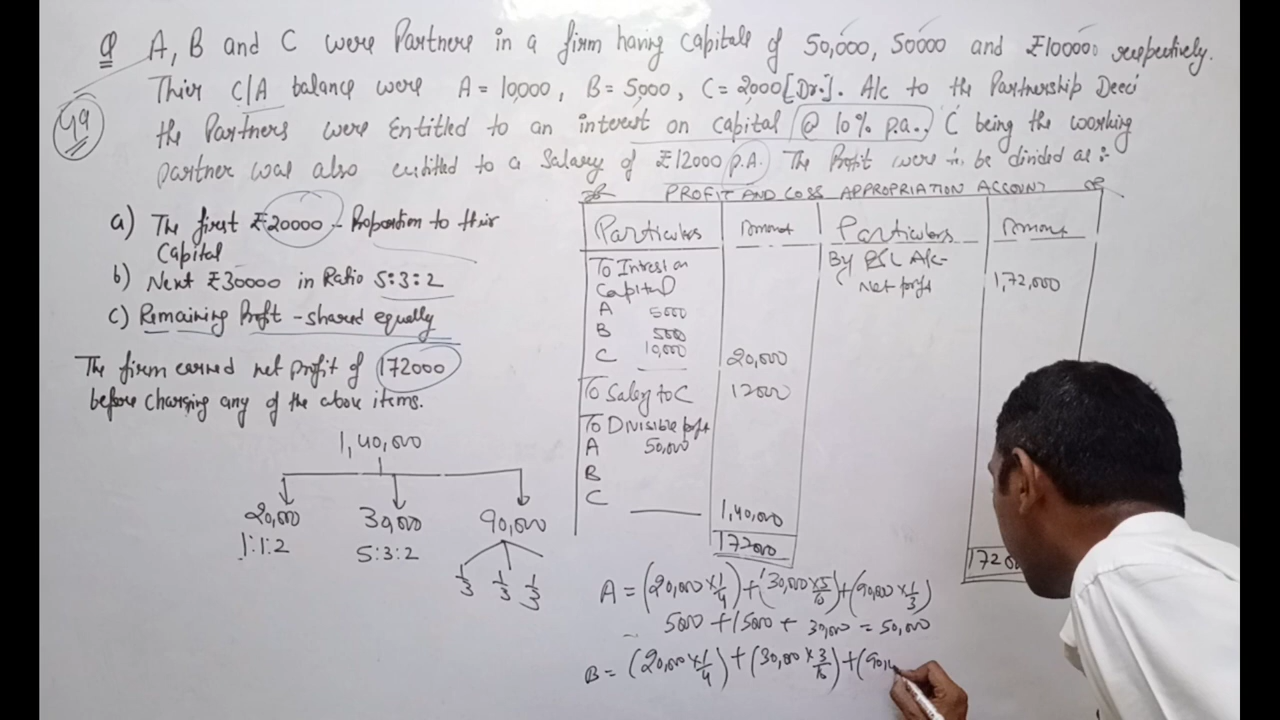 Q A, B and C were Partners in a firm having Capitals of 50,000, 50000 and ₹100000 respectively.
Q9
Thier C/A balance were A = 10,000, B = 5,000, C = 2000 [Dr.]. A/c to the Partnership Deed
the Partners were Entitled to an interest on capital @ 10% p.a., C being the working
partner was also entitled to a Salary of ₹12000 p.A. The Profit were to be divided as :-
a) The first ₹20000 - Proportion to their
Capital
b) Next ₹30000 in Ratio 5:3:2
c) Remaining Profit - shared equally
The firm earned net profit of 172000
before charging any of the above items.
1,40,000
20,000 30,000 90,000
1:1:2 5:3:2
1/3 1/3 1/3
PROFIT AND LOSS APPROPRIATION ACCOUNT
Particulars Amount Particulars Amount
To Intrest on By P&L A/c-
Capital Net profit 1,72,000
A 5000
B 5000
C 10,000 20,000
To Salary to C 12000
To Divisible profit
A 50,000
B
C
1,40,000
172000 17200
A = (20,000 × 1/4) + (30,000 × 5/10) + (90,000 × 1/3)
5000 + 15000 + 30,000 = 50,000
B = (20,000 × 1/4) + (30,000 × 3/10) + (90,0